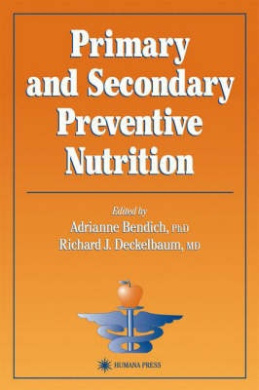 Primary
and Secondary
Preventive
Nutrition
Edited by
Adrianne Bendich, PhD
Richard J. Deckelbaum, MD
HUMANA PRESS